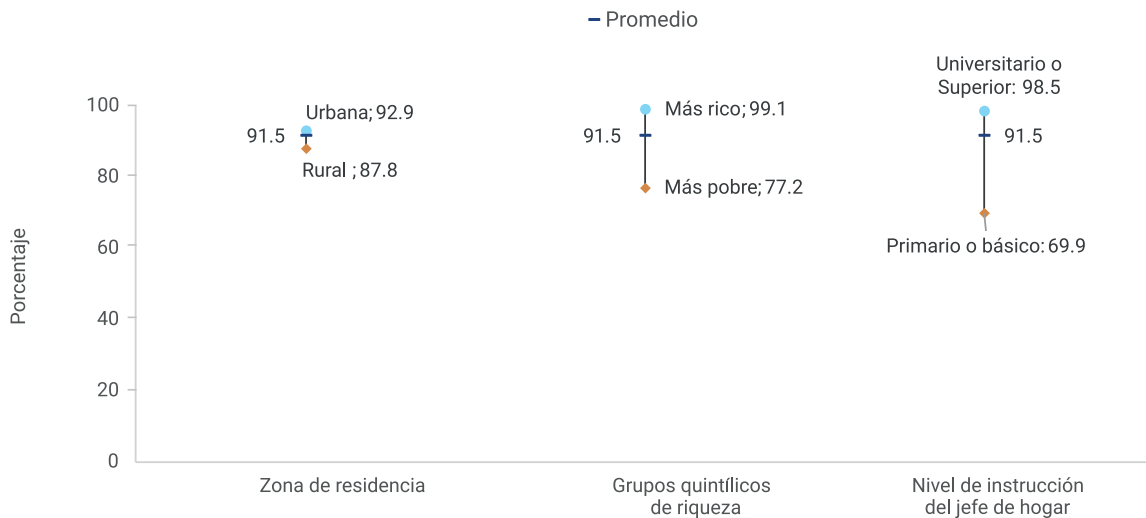 Promedio
Universitario o
Superior: 98.5
100
Urbana; 92.9
Más rico; 99.1
91.5
91.5
91.5
80
Rural ; 87.8
Más pobre; 77.2
Primario o básico: 69.9
60
Porcentaje
40
20
0
Zona de residencia
Grupos quintílicos
de riqueza
Nivel de instrucción
del jefe de hogar